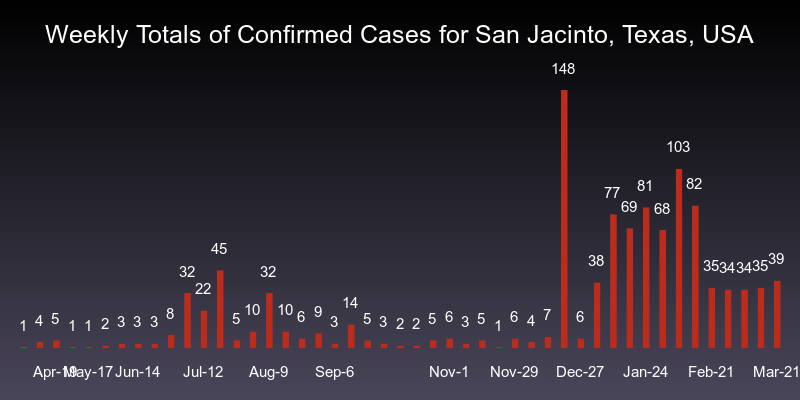 Weekly Totals of Confirmed Cases for San Jacinto, Texas, USA
148
103
77 69 81 68 82
45
32 22 32 38 35 34 34 35 39
1 4 5 1 1 2 3 3 3 8 5 10 10 6 9 3 14 5 3 2 2 5 6 3 5 1 6 4 7 6
Apr-19 May-17 Jun-14 Jul-12 Aug-9 Sep-6 Nov-1 Nov-29 Dec-27 Jan-24 Feb-21 Mar-21